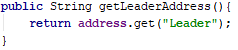 public String getLeaderAddress(){
    return address.get("Leader");
}